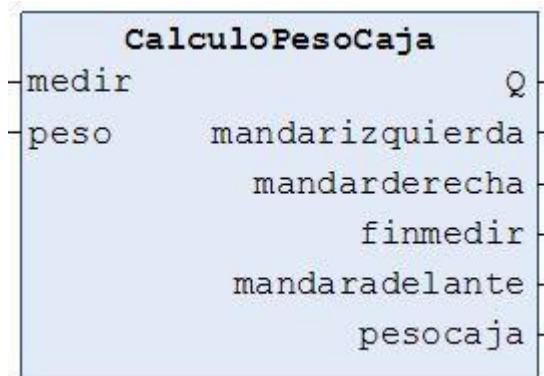 CalculoPesoCaja
medir Q
peso mandarizquierda
mandarderecha
finmedir
mandaradelante
pesocaja